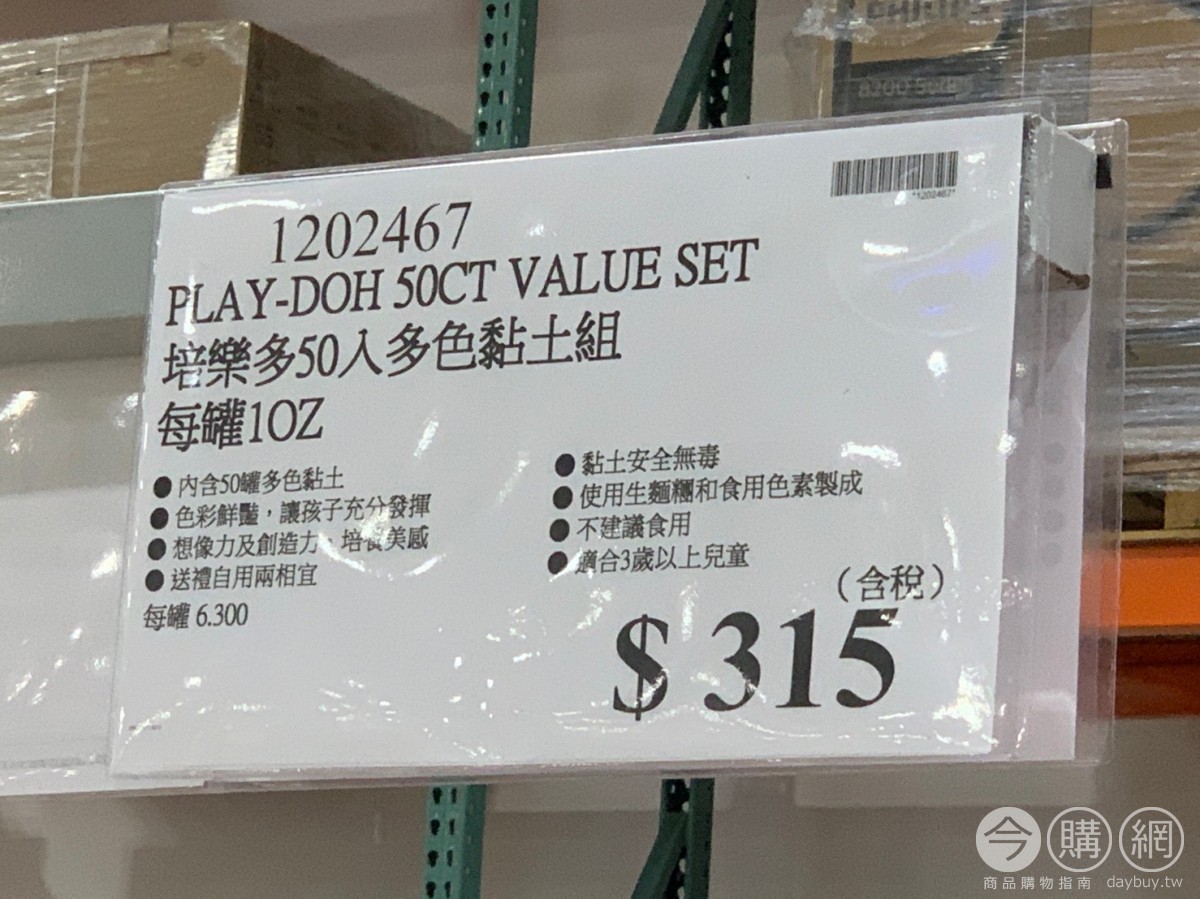 *1202467*
1202467
PLAY-DOH 50CT VALUE SET
培樂多50入多色黏土組
每罐1OZ
● 內含50罐多色黏土
● 色彩鮮豔，讓孩子充分發揮
● 想像力及創造力、培養美感
● 送禮自用兩相宜
每罐 6.300
● 黏土安全無毒
● 使用生麵糰和食用色素製成
● 不建議食用
● 適合3歲以上兒童
（含稅）
$ 315
今購網
商品購物指南 daybuy.tw